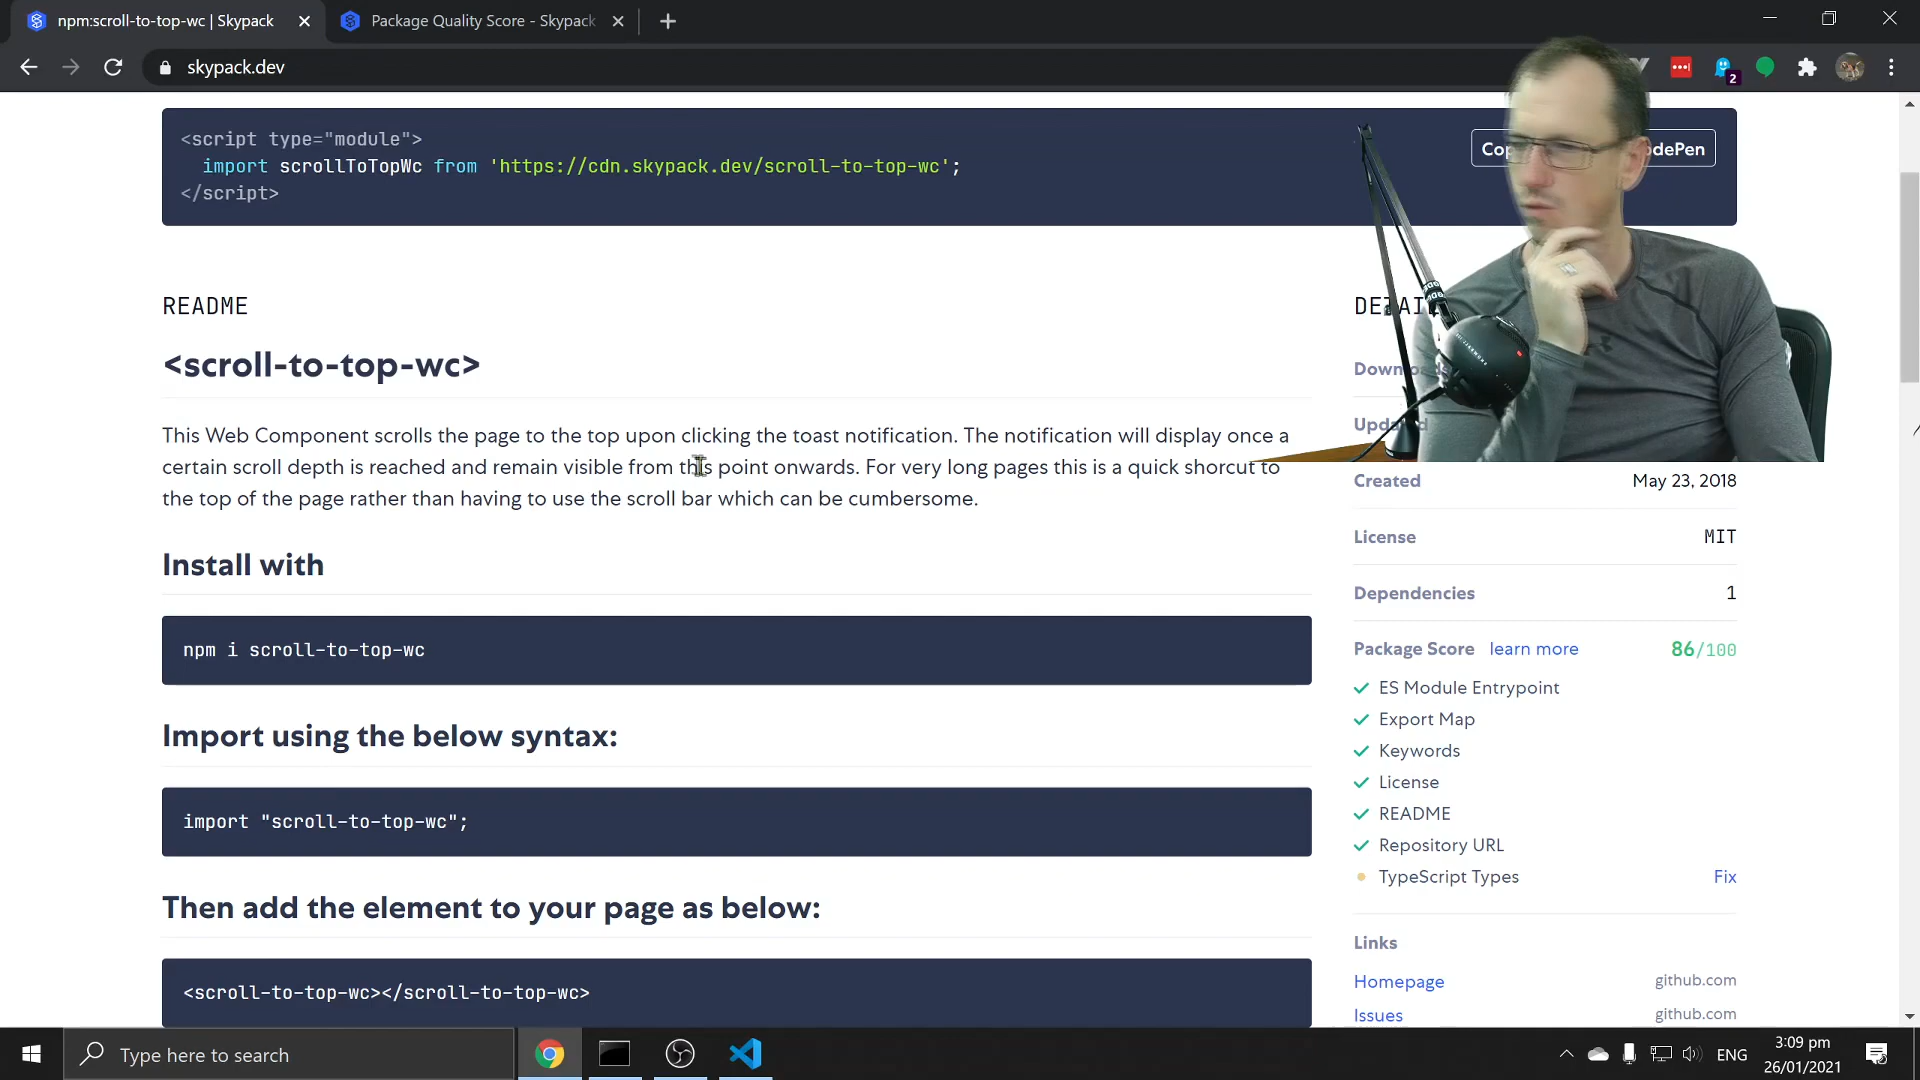 npm:scroll-to-top-wc | Skypack
Package Quality Score - Skypack
skypack.dev
2
<script type="module">
import scrollToTopWc from 'https://cdn.skypack.dev/scroll-to-top-wc';
</script>
README
<scroll-to-top-wc>
This Web Component scrolls the page to the top upon clicking the toast notification. The notification will display once a
certain scroll depth is reached and remain visible from this point onwards. For very long pages this is a quick shorcut to
the top of the page rather than having to use the scroll bar which can be cumbersome.
Install with
npm i scroll-to-top-wc
Import using the below syntax:
import "scroll-to-top-wc";
Then add the element to your page as below:
<scroll-to-top-wc></scroll-to-top-wc>
Created May 23, 2018
License MIT
Dependencies 1
Package Score learn more 86/100
ES Module Entrypoint
Export Map
Keywords
License
README
Repository URL
TypeScript Types Fix
Links
Homepage github.com
Issues github.com
Type here to search
ENG
3:09 pm
26/01/2021